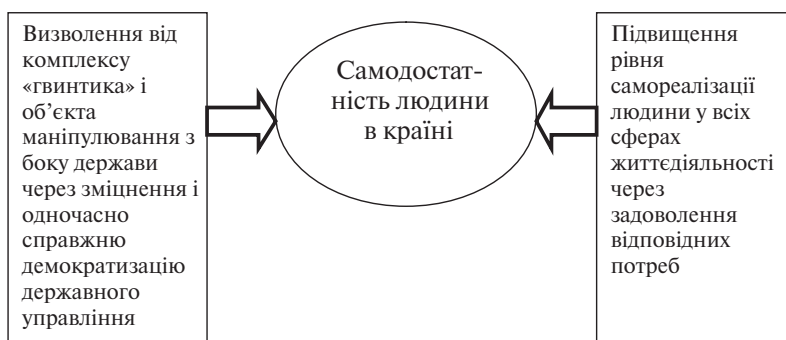 Визволення від
комплексу
«гвинтика» і
об’єкта
маніпулювання з
боку держави
через зміцнення і
одночасно
справжню
демократизацію
державного
управління
Самодостат-
ність людини
в країні
Підвищення
рівня
самореалізації
людини у всіх
сферах
життєдіяльності
через
задоволення
відповідних
потреб